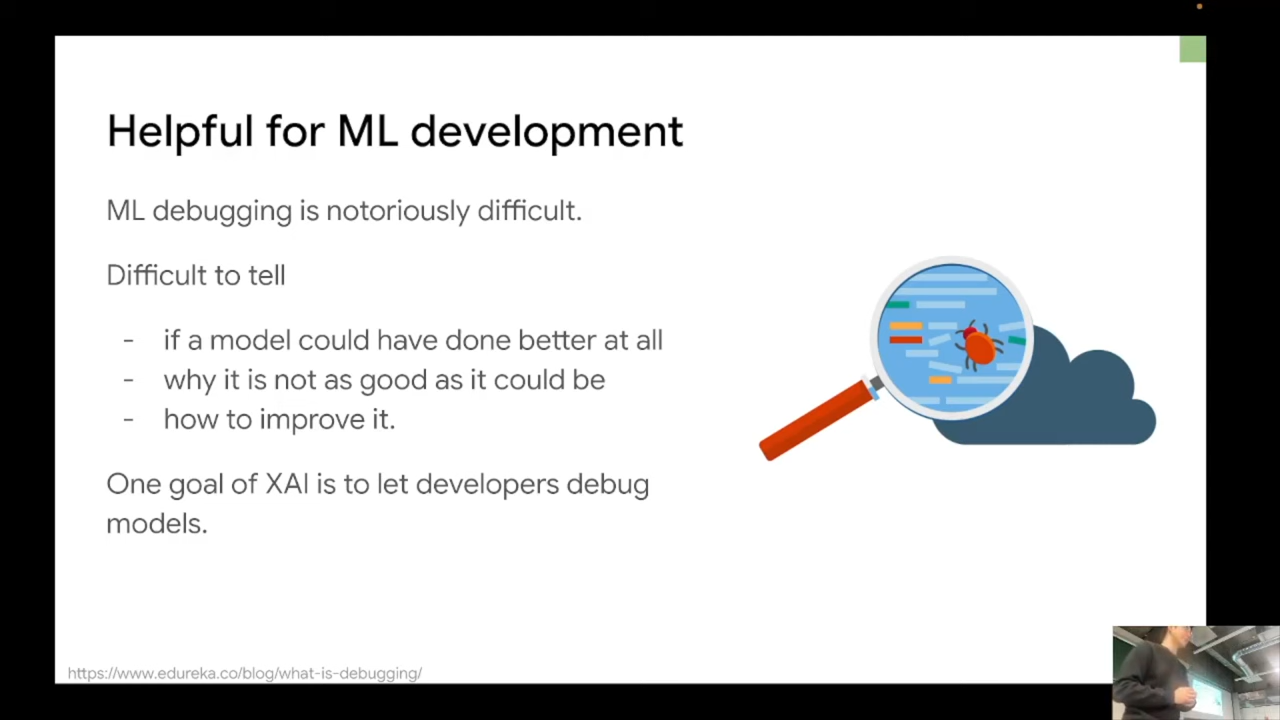 Helpful for ML development
ML debugging is notoriously difficult.
Difficult to tell
- if a model could have done better at all
- why it is not as good as it could be
- how to improve it.
One goal of XAI is to let developers debug
models.
https://www.edureka.co/blog/what-is-debugging/